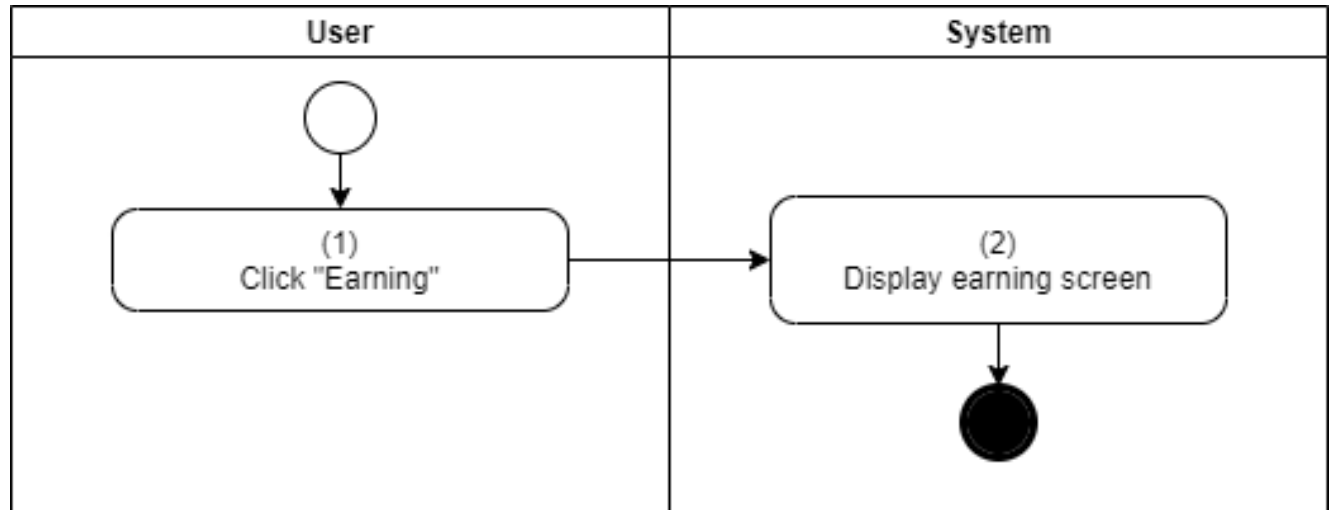 User
System
(1)
Click "Earning"
(2)
Display earning screen